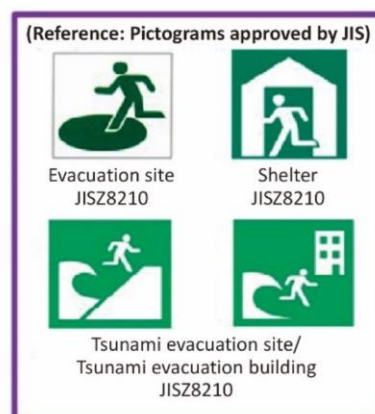 (Reference: Pictograms approved by JIS)
Evacuation site
JISZ8210
Shelter
JISZ8210
Tsunami evacuation site/
Tsunami evacuation building
JISZ8210